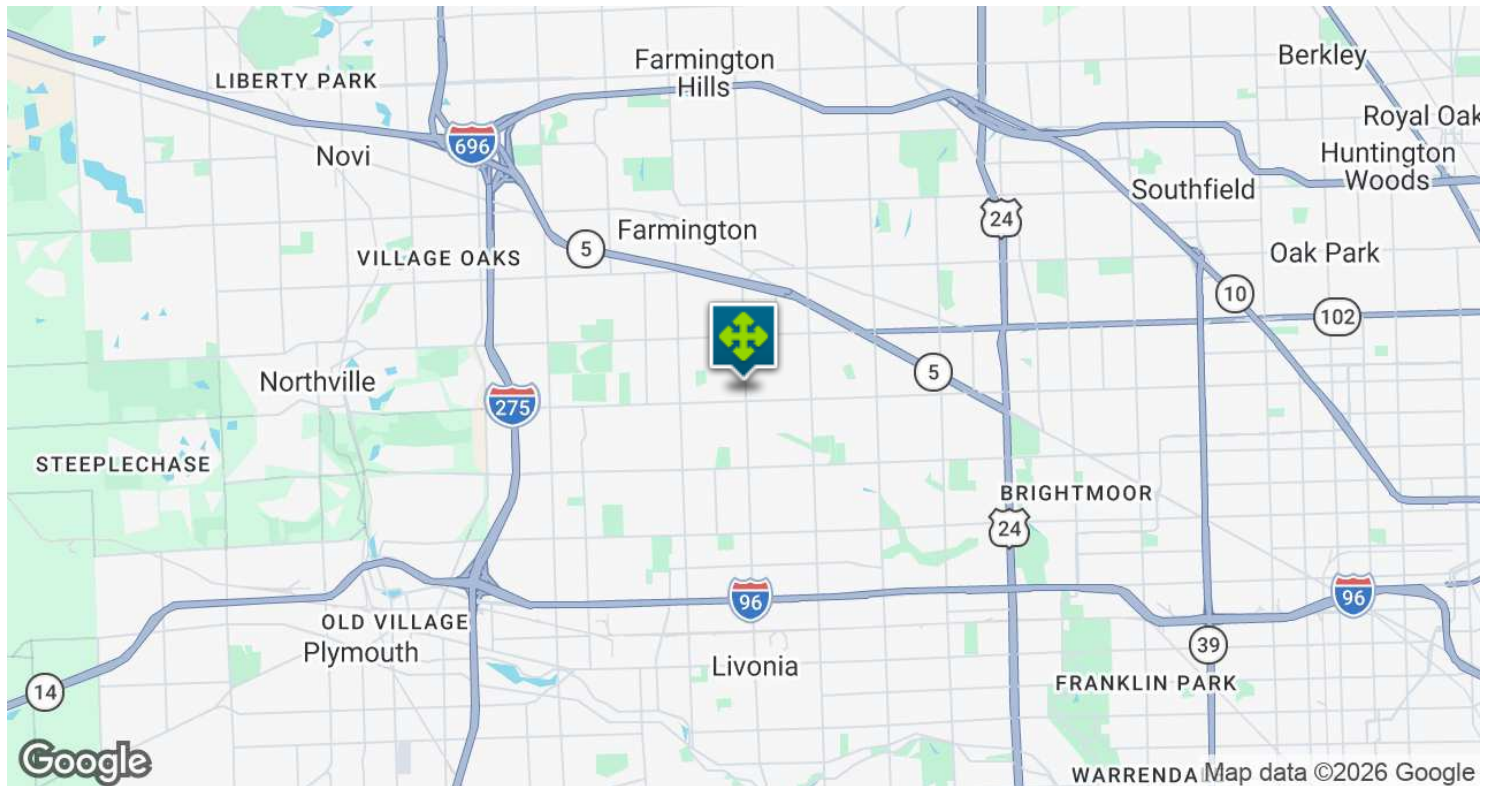 Berkley
Farmington
Hills
LIBERTY PARK
Royal Oak
696
Novi
Huntington
Woods
Southfield
24
Farmington
5
VILLAGE OAKS
Oak Park
10
102
5
Northville
275
STEEPLECHASE
BRIGHTMOOR
24
96
96
OLD VILLAGE
Plymouth
39
Livonia
14
FRANKLIN PARK
Google
WARRENDA
Map data ©2026 Google